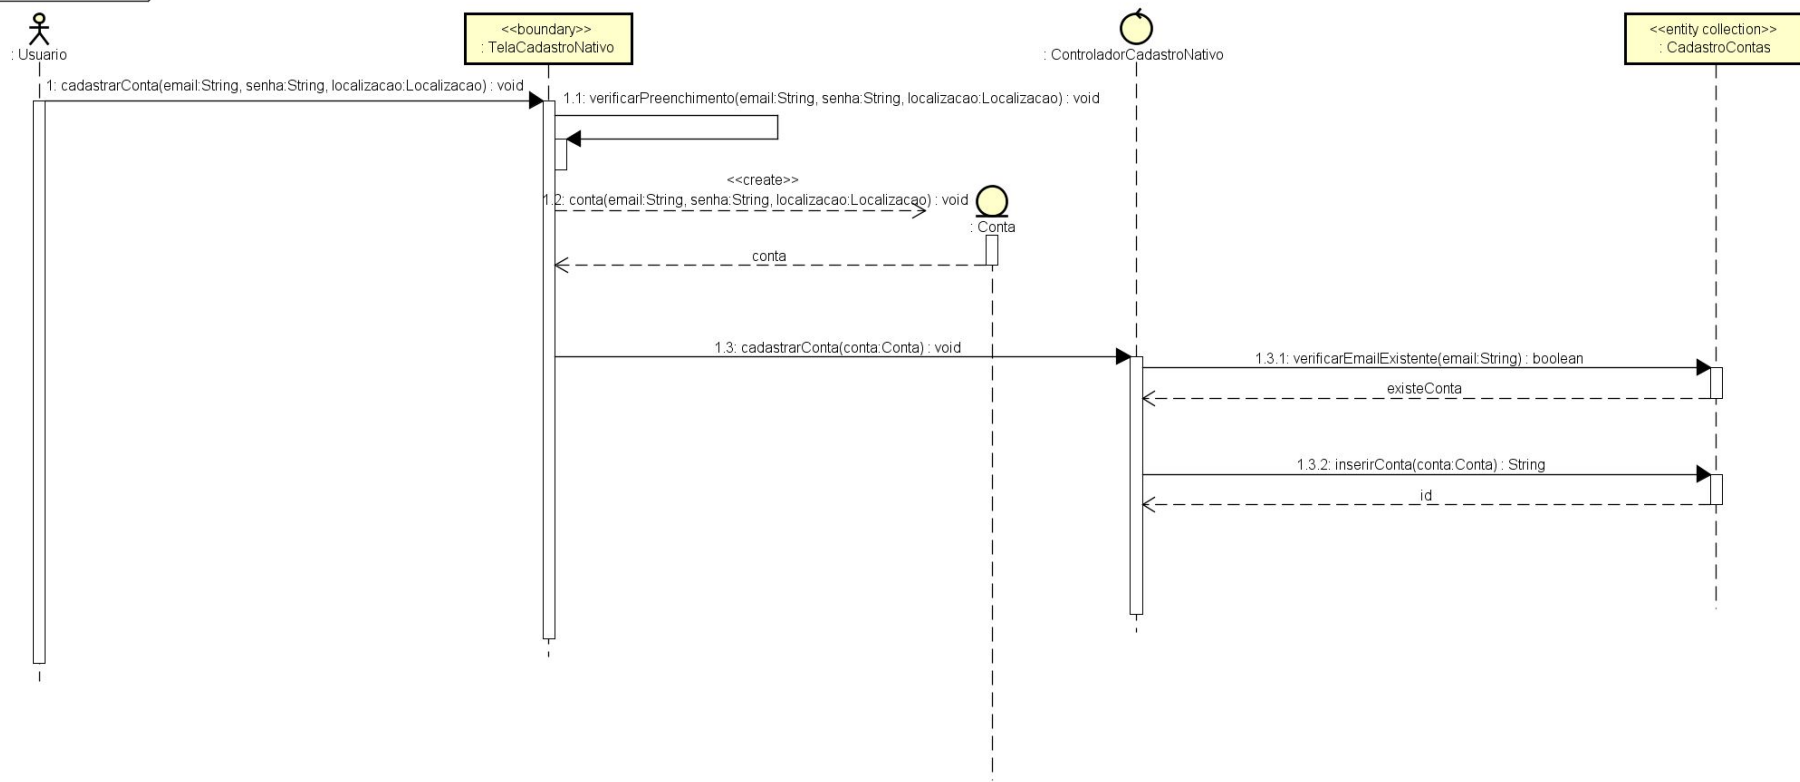 : Usuario
<<boundary>>
: TelaCadastroNativo
: ControladorCadastroNativo
<<entity collection>>
: CadastroContas
1: cadastrarConta(email:String, senha:String, localizacao:Localizacao) : void
1.1: verificarPreenchimento(email:String, senha:String, localizacao:Localizacao) : void
<<create>>
1.2: conta(email:String, senha:String, localizacao:Localizacao) : void
: Conta
conta
1.3: cadastrarConta(conta:Conta) : void
1.3.1: verificarEmailExistente(email:String) : boolean
existeConta
1.3.2: inserirConta(conta:Conta) : String
id